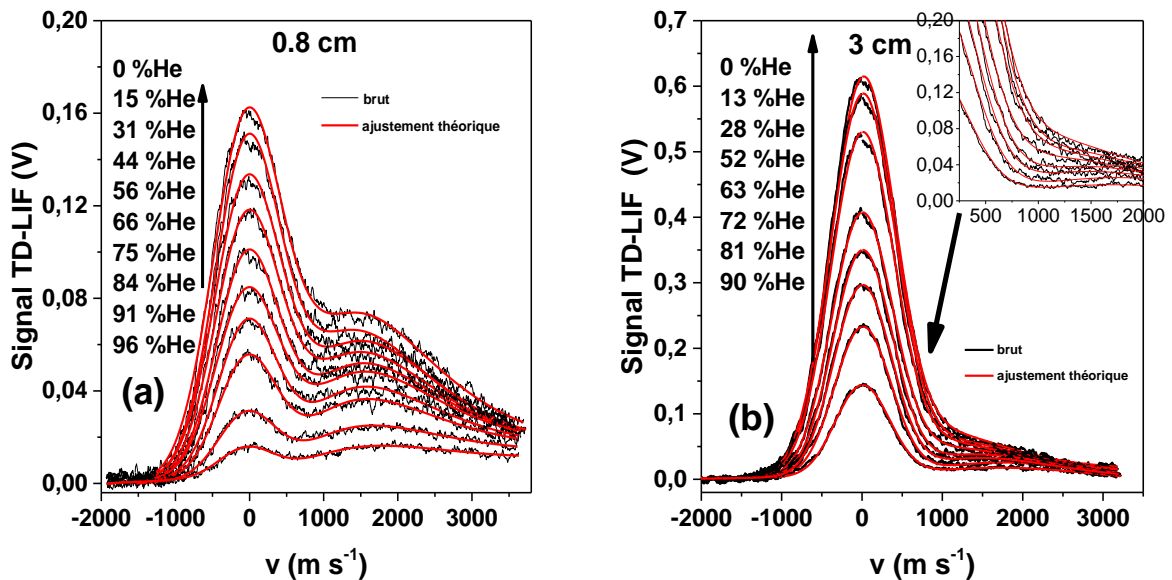 (a)
0.8 cm
0 %He
15 %He
31 %He
44 %He
56 %He
66 %He
75 %He
84 %He
91 %He
96 %He
brut
ajustement théorique
Signal TD-LIF (V)
0,20
0,16
0,12
0,08
0,04
0,00
-2000 -1000 0 1000 2000 3000
v (m s⁻¹)
(b)
3 cm
0 %He
13 %He
28 %He
52 %He
63 %He
72 %He
81 %He
90 %He
brut
ajustement théorique
Signal TD-LIF (V)
0,7
0,6
0,5
0,4
0,3
0,2
0,1
0,0
-2000 -1000 0 1000 2000 3000
v (m s⁻¹)
0,20
0,16
0,12
0,08
0,04
0,00
500 1000 1500 2000